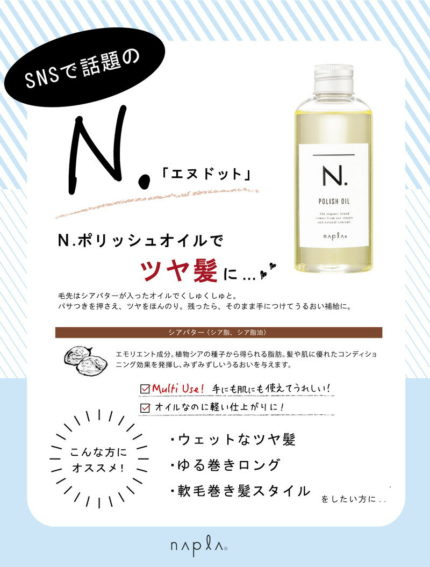 SNSで話題の
N.
「エヌドット」
N.
POLISH OIL
napla
N.ポリッシュオイルで
ツヤ髪に...
毛先はシアバターが入ったオイルでくしゅくしゅと。
パサつきを押さえ、ツヤをほんのり。残ったら、そのまま手につけてうるおい補給に。
シアバター（シア脂、シア脂油）
エモリエント成分。植物シアの種子から得られる脂肪。髪や肌に優れたコンディショ
ニング効果を発揮し、みずみずしいうるおいを与えます。
Multi Use! 手にも肌にも使えてうれしい!
オイルなのに軽い仕上がりに!
こんな方に
オススメ!
・ウェットなツヤ髪
・ゆる巻きロング
・軟毛巻き髪スタイル
をしたい方に..
napla